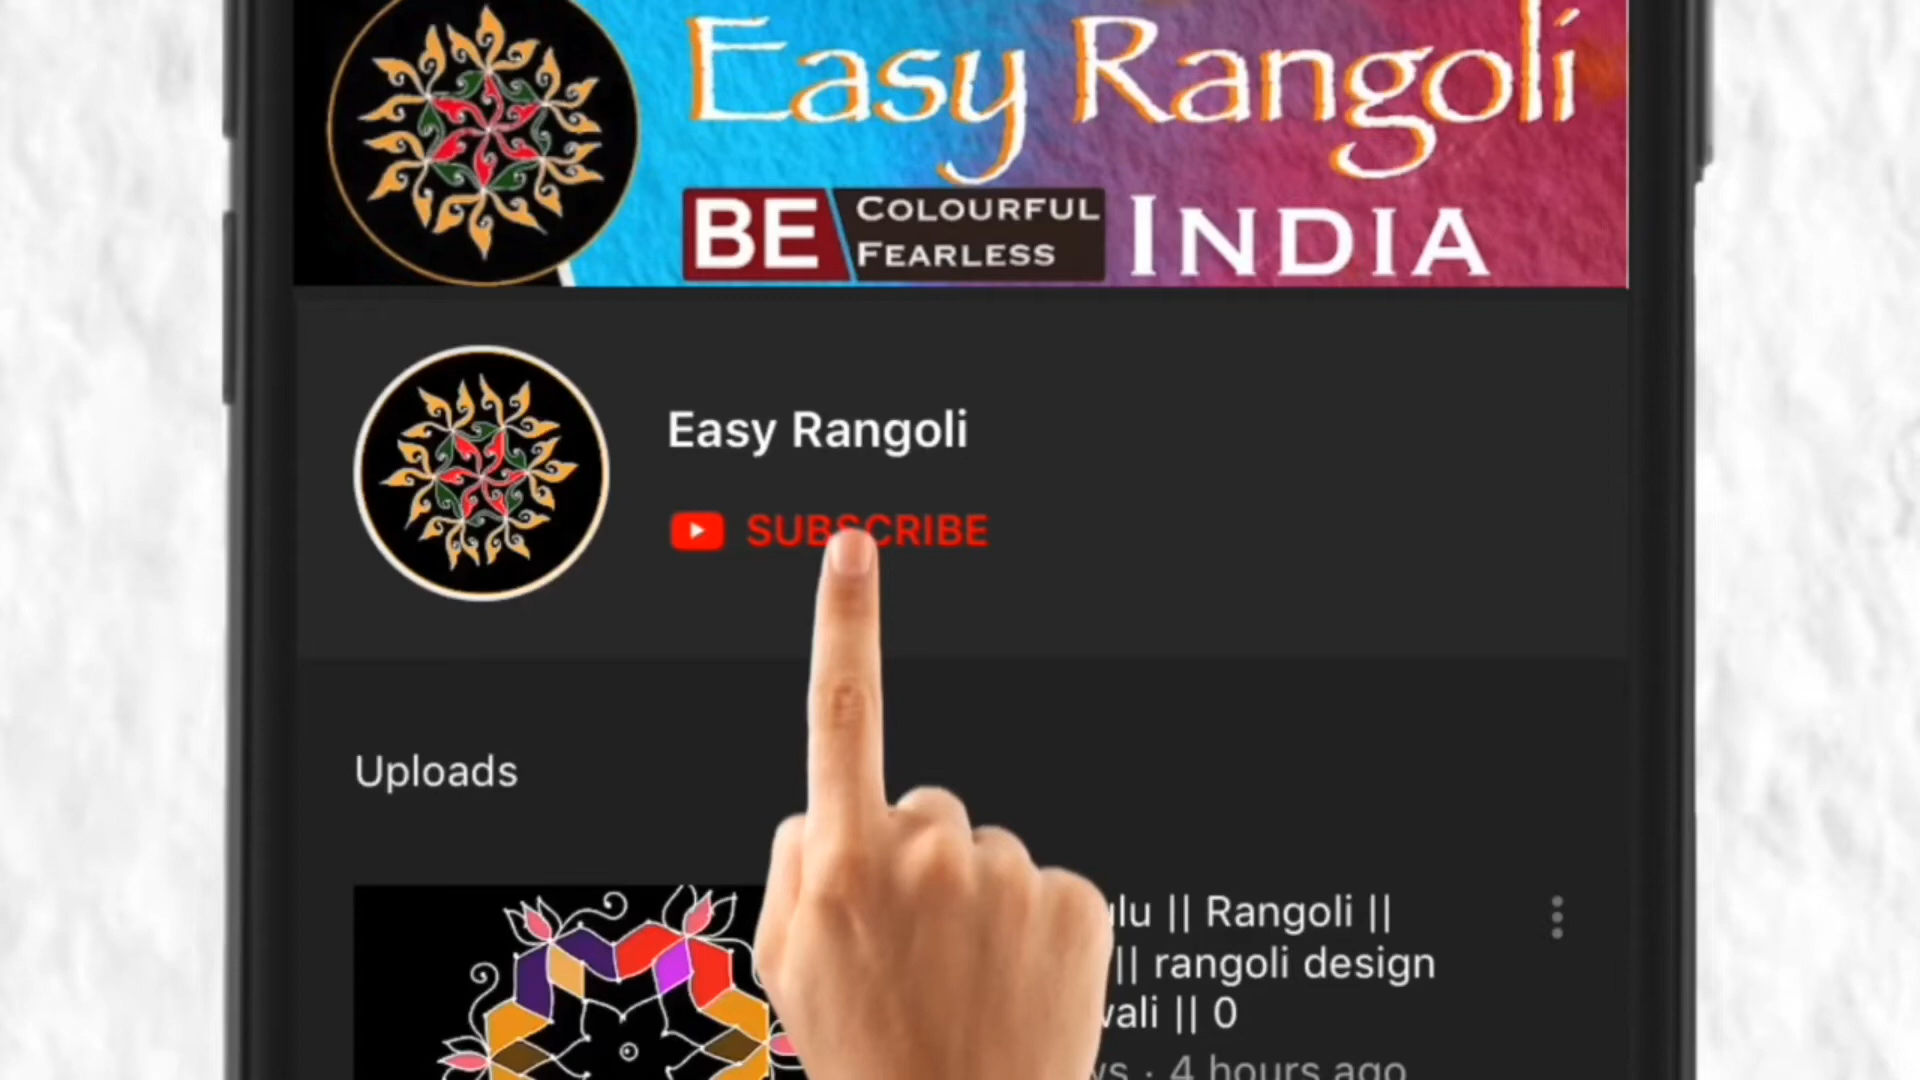 Easy Rangoli
BE COLOURFUL FEARLESS INDIA
Easy Rangoli
SUBSCRIBE
Uploads
|| Rangoli ||
|| rangoli design
|| 0
4 hours ago